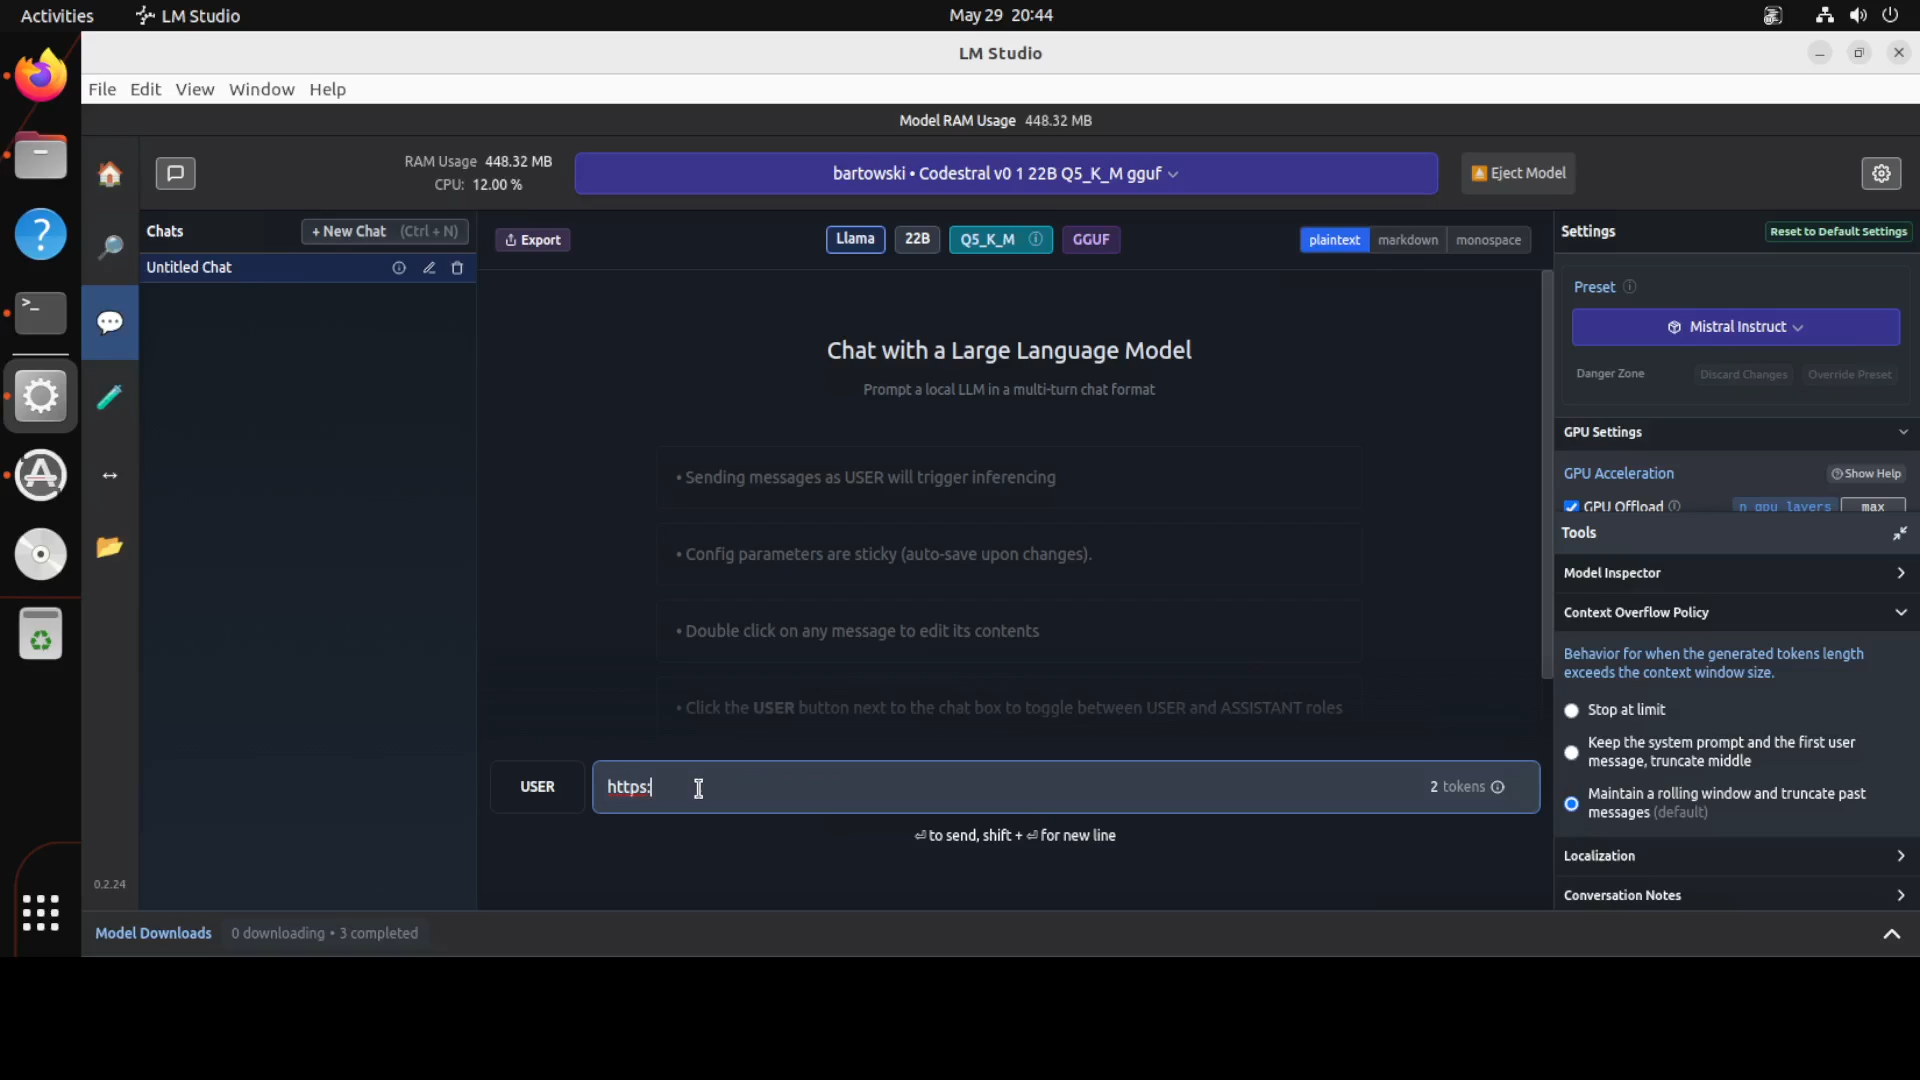 Activities
LM Studio
May 29 20:44
LM Studio
File Edit View Window Help
Model RAM Usage 448.32 MB
RAM Usage 448.32 MB
CPU: 12.00 %
bartowski • Codestral v0 1 22B Q5_K_M gguf
Eject Model
Chats
+ New Chat (Ctrl + N)
Untitled Chat
Export
Llama
22B
Q5_K_M
GGUF
plaintext
markdown
monospace
Chat with a Large Language Model
Prompt a local LLM in a multi-turn chat format
• Sending messages as USER will trigger inferencing
• Config parameters are sticky (auto-save upon changes).
• Double click on any message to edit its contents
• Click the USER button next to the chat box to toggle between USER and ASSISTANT roles
USER
https:
2 tokens
⏎ to send, shift + ⏎ for new line
Settings
Reset to Default Settings
Preset
Mistral Instruct
Danger Zone
Discard Changes
Override Preset
GPU Settings
GPU Acceleration
Show Help
GPU Offload
n_gpu_layers
max
Tools
Model Inspector
Context Overflow Policy
Behavior for when the generated tokens length
exceeds the context window size.
Stop at limit
Keep the system prompt and the first user
message, truncate middle
Maintain a rolling window and truncate past
messages (default)
Localization
Conversation Notes
0.2.24
Model Downloads
0 downloading • 3 completed